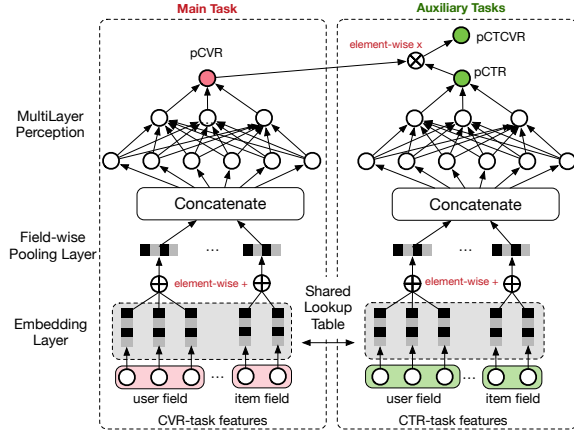 Main Task
Auxiliary Tasks
pCTCVR
element-wise x
pCVR
pCTR
MultiLayer
Perception
Concatenate
Concatenate
Field-wise
Pooling Layer
...
...
element-wise +
element-wise +
Shared
Lookup
Table
Embedding
Layer
...
...
user field
item field
user field
item field
CVR-task features
CTR-task features